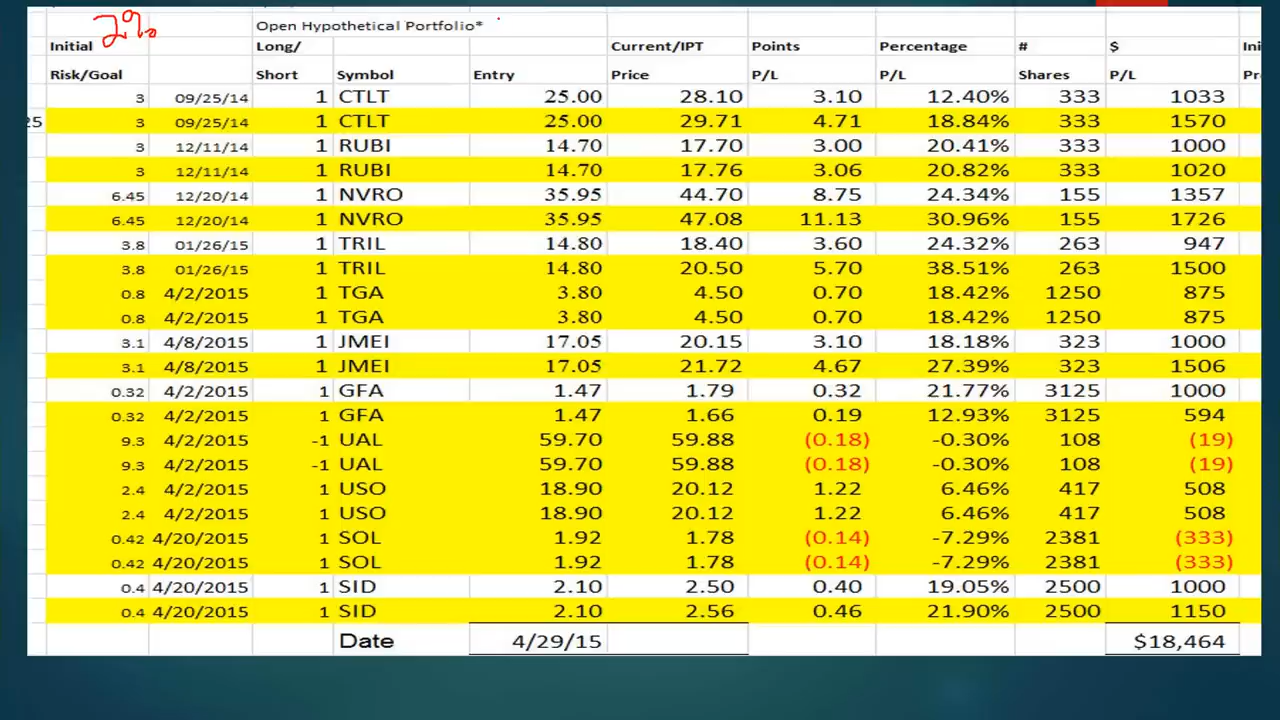 2%
Open Hypothetical Portfolio*
Initial Long/ Current/IPT Points Percentage # $ Ini
Risk/Goal Short Symbol Entry Price P/L P/L Shares P/L Pr
3 09/25/14 1 CTLT 25.00 28.10 3.10 12.40% 333 1033
25 3 09/25/14 1 CTLT 25.00 29.71 4.71 18.84% 333 1570
3 12/11/14 1 RUBI 14.70 17.70 3.00 20.41% 333 1000
3 12/11/14 1 RUBI 14.70 17.76 3.06 20.82% 333 1020
6.45 12/20/14 1 NVRO 35.95 44.70 8.75 24.34% 155 1357
6.45 12/20/14 1 NVRO 35.95 47.08 11.13 30.96% 155 1726
3.8 01/26/15 1 TRIL 14.80 18.40 3.60 24.32% 263 947
3.8 01/26/15 1 TRIL 14.80 20.50 5.70 38.51% 263 1500
0.8 4/2/2015 1 TGA 3.80 4.50 0.70 18.42% 1250 875
0.8 4/2/2015 1 TGA 3.80 4.50 0.70 18.42% 1250 875
3.1 4/8/2015 1 JMEI 17.05 20.15 3.10 18.18% 323 1000
3.1 4/8/2015 1 JMEI 17.05 21.72 4.67 27.39% 323 1506
0.32 4/2/2015 1 GFA 1.47 1.79 0.32 21.77% 3125 1000
0.32 4/2/2015 1 GFA 1.47 1.66 0.19 12.93% 3125 594
9.3 4/2/2015 -1 UAL 59.70 59.88 (0.18) -0.30% 108 (19)
9.3 4/2/2015 -1 UAL 59.70 59.88 (0.18) -0.30% 108 (19)
2.4 4/2/2015 1 USO 18.90 20.12 1.22 6.46% 417 508
2.4 4/2/2015 1 USO 18.90 20.12 1.22 6.46% 417 508
0.42 4/20/2015 1 SOL 1.92 1.78 (0.14) -7.29% 2381 (333)
0.42 4/20/2015 1 SOL 1.92 1.78 (0.14) -7.29% 2381 (333)
0.4 4/20/2015 1 SID 2.10 2.50 0.40 19.05% 2500 1000
0.4 4/20/2015 1 SID 2.10 2.56 0.46 21.90% 2500 1150
Date 4/29/15 $18,464